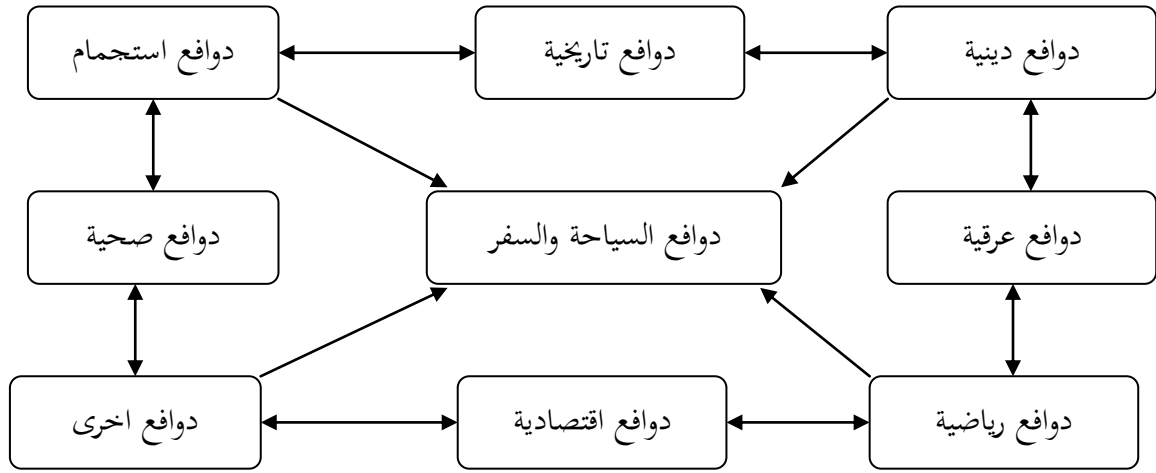 دوافع دينية
دوافع تاريخية
دوافع استجمام
دوافع عرقية
دوافع السياحة والسفر
دوافع صحية
دوافع رياضية
دوافع اقتصادية
دوافع اخرى